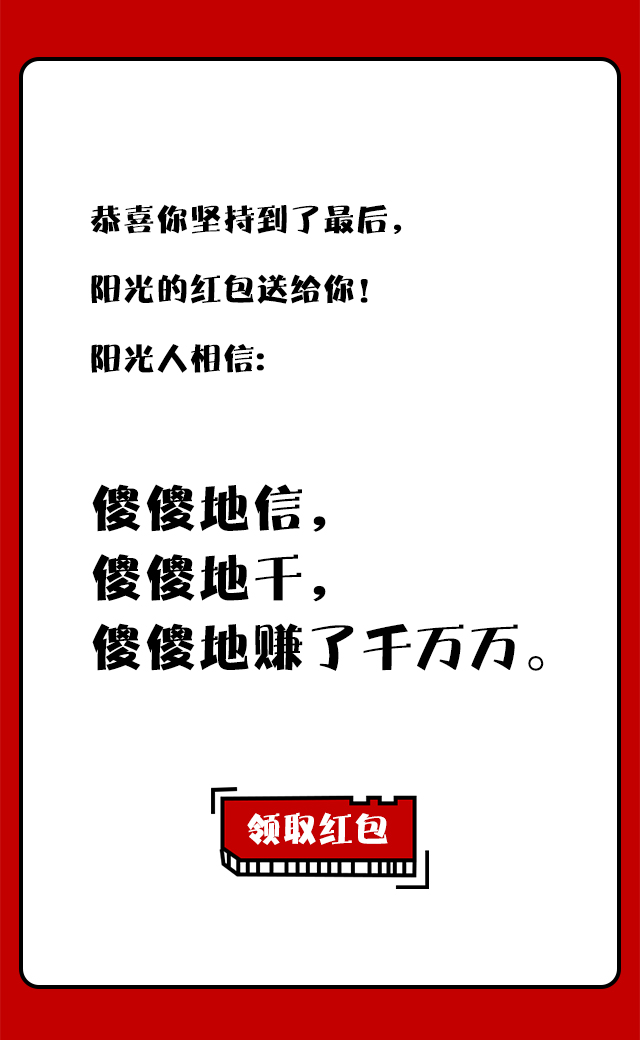 恭喜你坚持到了最后，
阳光的红包送给你！
阳光人相信：
傻傻地信，
傻傻地干，
傻傻地赚了千万万。
领取红包